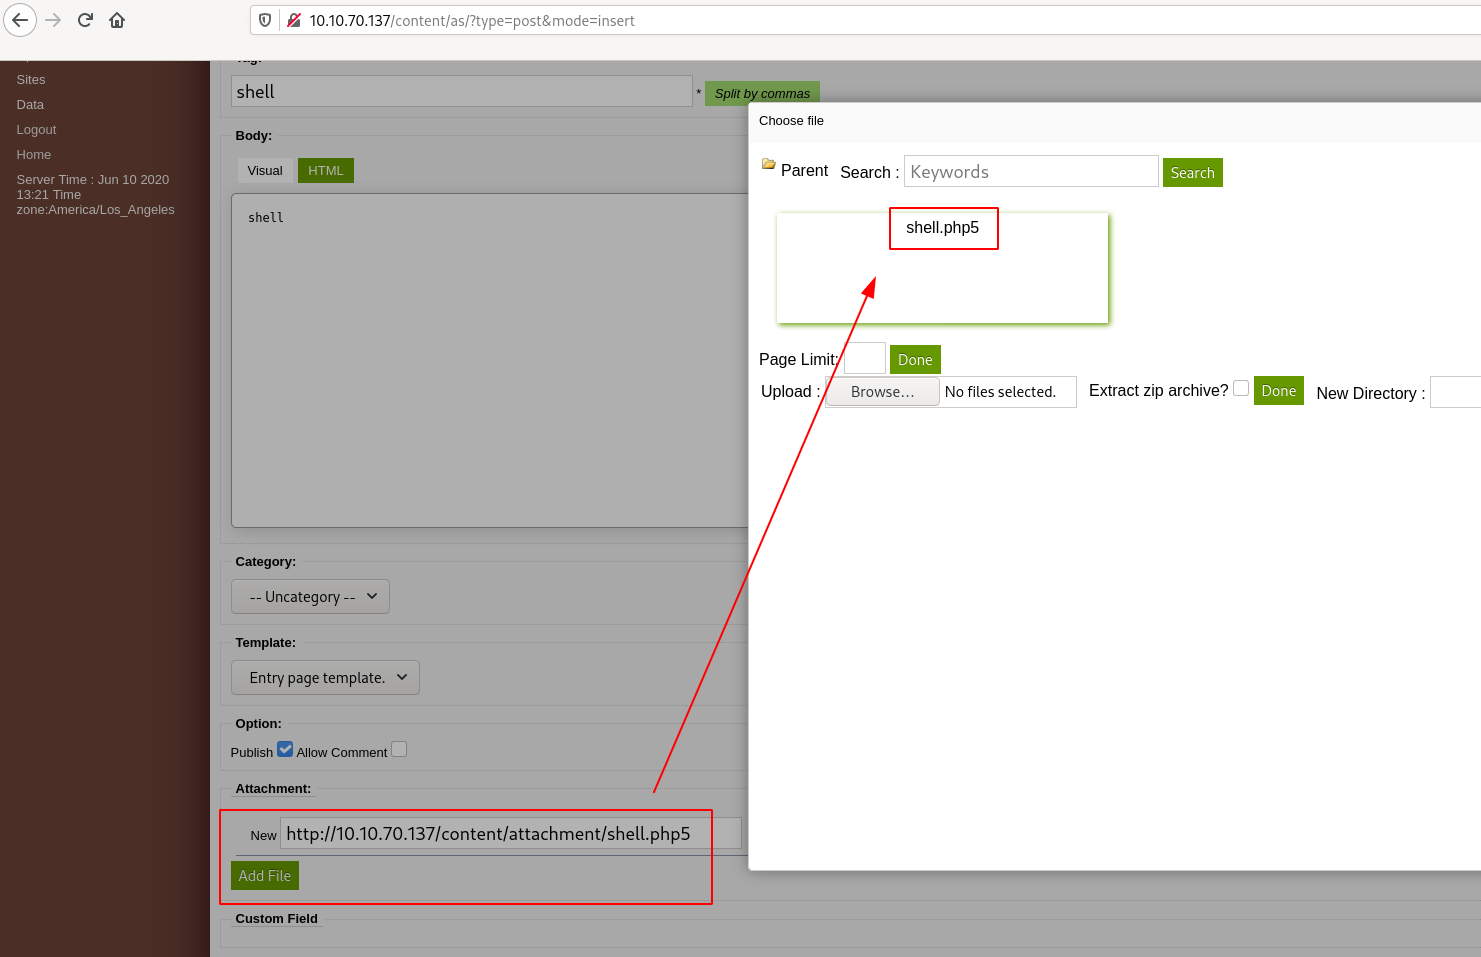 10.10.70.137/content/as/?type=post&mode=insert
Sites
Data
Logout
Home
Server Time : Jun 10 2020
13:21 Time
zone:America/Los_Angeles
shell
* Split by commas
Body:
Visual HTML
shell
Category:
-- Uncategory --
Template:
Entry page template.
Option:
Publish Allow Comment
Attachment:
New http://10.10.70.137/content/attachment/shell.php5
Add File
Custom Field
Choose file
Parent Search : Keywords Search
shell.php5
Page Limit: Done
Upload : Browse... No files selected. Extract zip archive? Done New Directory :